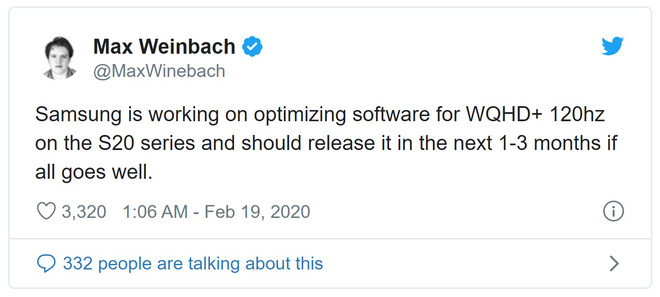 Max Weinbach
@MaxWinebach
Samsung is working on optimizing software for WQHD+ 120hz
on the S20 series and should release it in the next 1-3 months if
all goes well.
3,320 1:06 AM - Feb 19, 2020
332 people are talking about this